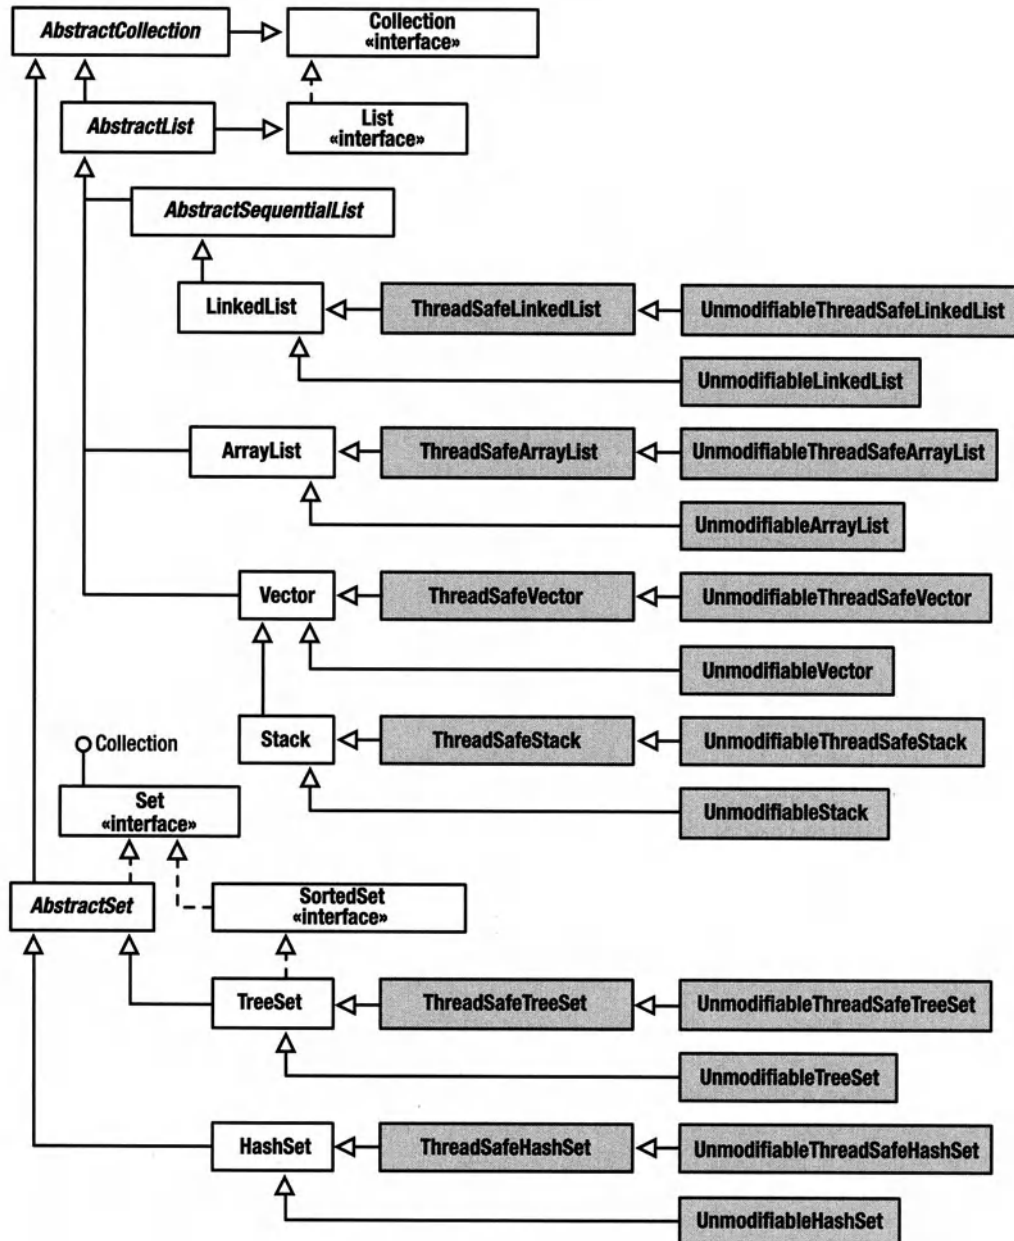 AbstractCollection
Collection
«interface»
AbstractList
List
«interface»
AbstractSequentialList
LinkedList
ThreadSafeLinkedList
UnmodifiableThreadSafeLinkedList
UnmodifiableLinkedList
ArrayList
ThreadSafeArrayList
UnmodifiableThreadSafeArrayList
UnmodifiableArrayList
Vector
ThreadSafeVector
UnmodifiableThreadSafeVector
UnmodifiableVector
Stack
ThreadSafeStack
UnmodifiableThreadSafeStack
UnmodifiableStack
Collection
Set
«interface»
AbstractSet
SortedSet
«interface»
TreeSet
ThreadSafeTreeSet
UnmodifiableThreadSafeTreeSet
UnmodifiableTreeSet
HashSet
ThreadSafeHashSet
UnmodifiableThreadSafeHashSet
UnmodifiableHashSet